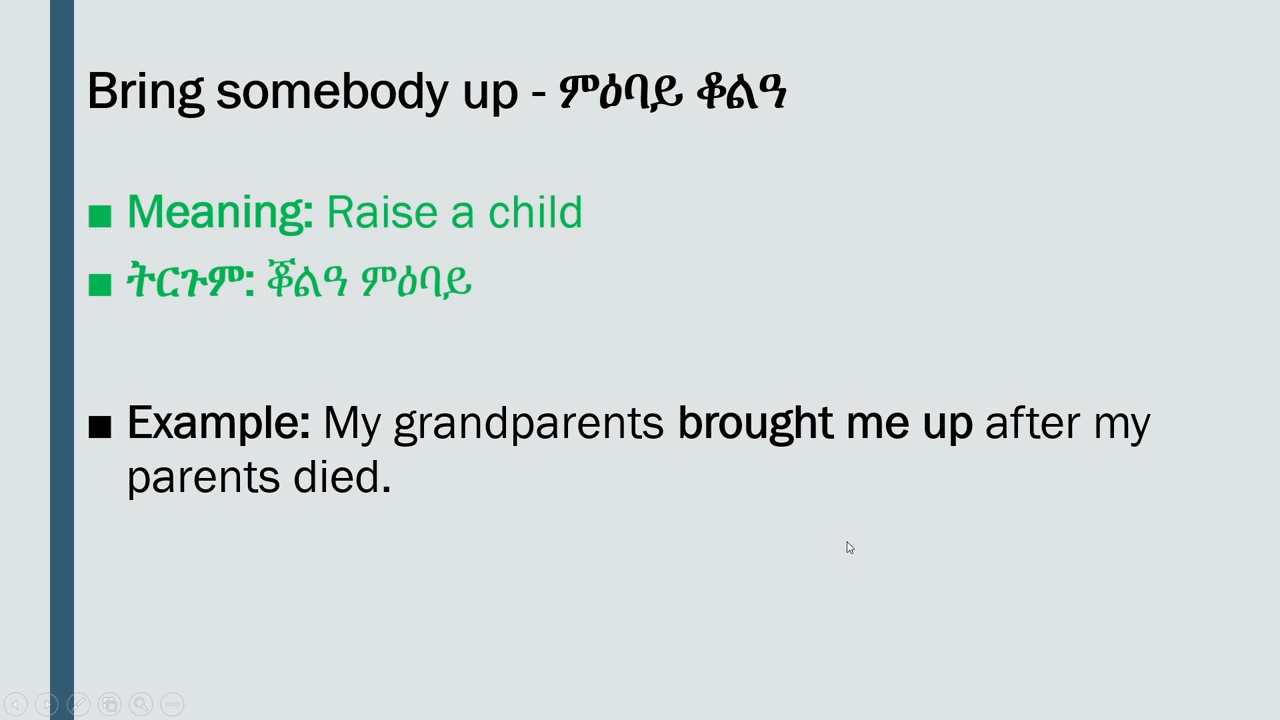 Bring somebody up - ምዕባይ ቆልዓ
■ Meaning: Raise a child
■ ትርጉም: ቖልዓ ምዕባይ
■ Example: My grandparents brought me up after my
parents died.